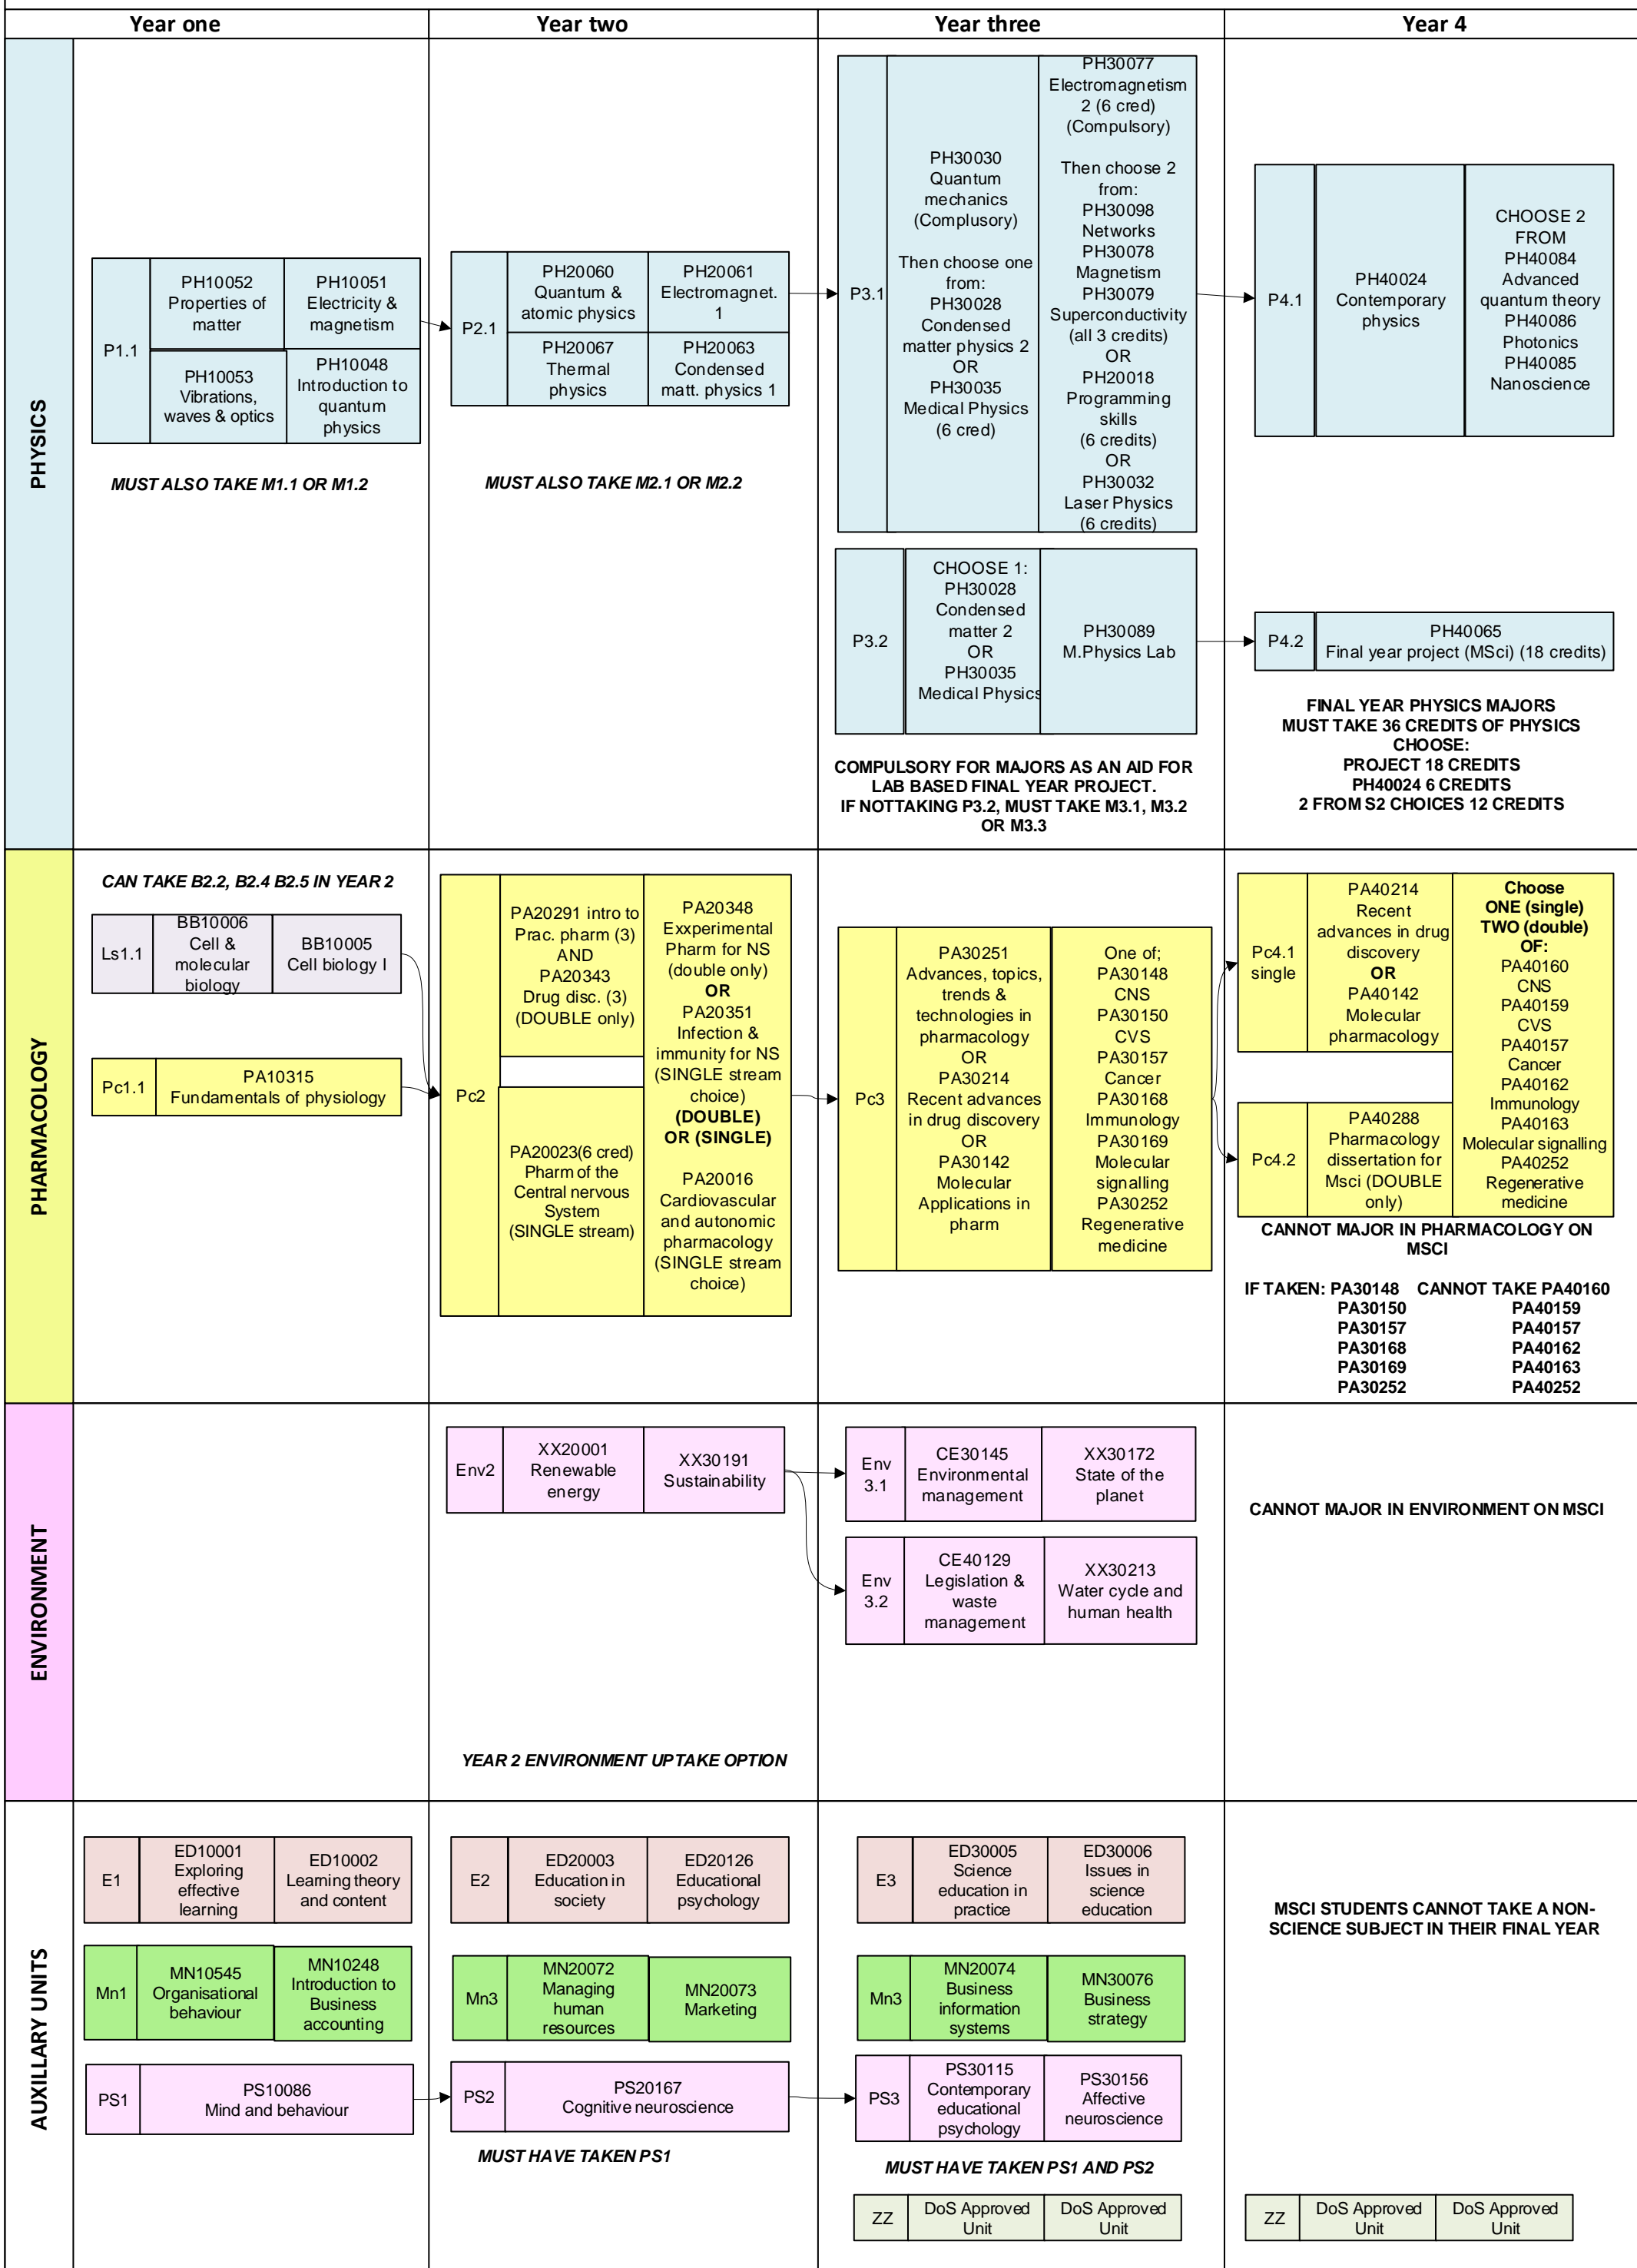 Year one
Year two
Year three
Year 4
PHYSICS
P1.1
PH10052
Properties of
matter
PH10051
Electricity &
magnetism
PH10053
Vibrations,
waves & optics
PH10048
Introduction to
quantum
physics
MUST ALSO TAKE M1.1 OR M1.2
P2.1
PH20060
Quantum &
atomic physics
PH20061
Electromagnet.
1
PH20067
Thermal
physics
PH20063
Condensed
matt. physics 1
MUST ALSO TAKE M2.1 OR M2.2
P3.1
PH30030
Quantum
mechanics
(Complusory)
Then choose one
from:
PH30028
Condensed
matter physics 2
OR
PH30035
Medical Physics
(6 cred)
PH30077
Electromagnetism
2 (6 cred)
(Compulsory)
Then choose 2
from:
PH30098
Networks
PH30078
Magnetism
PH30079
Superconductivity
(all 3 credits)
OR
PH20018
Programming
skills
(6 credits)
OR
PH30032
Laser Physics
(6 credits)
P3.2
CHOOSE 1:
PH30028
Condensed
matter 2
OR
PH30035
Medical Physics
PH30089
M.Physics Lab
COMPULSORY FOR MAJORS AS AN AID FOR
LAB BASED FINAL YEAR PROJECT.
IF NOTTAKING P3.2, MUST TAKE M3.1, M3.2
OR M3.3
P4.1
PH40024
Contemporary
physics
CHOOSE 2
FROM
PH40084
Advanced
quantum theory
PH40086
Photonics
PH40085
Nanoscience
P4.2
PH40065
Final year project (MSci) (18 credits)
FINAL YEAR PHYSICS MAJORS
MUST TAKE 36 CREDITS OF PHYSICS
CHOOSE:
PROJECT 18 CREDITS
PH40024 6 CREDITS
2 FROM S2 CHOICES 12 CREDITS
PHARMACOLOGY
CAN TAKE B2.2, B2.4 B2.5 IN YEAR 2
Ls1.1
BB10006
Cell &
molecular
biology
BB10005
Cell biology I
Pc1.1
PA10315
Fundamentals of physiology
Pc2
PA20291 intro to
Prac. pharm (3)
AND
PA20343
Drug disc. (3)
(DOUBLE only)
PA20023(6 cred)
Pharm of the
Central nervous
System
(SINGLE stream)
PA20348
Exxperimental
Pharm for NS
(double only)
OR
PA20351
Infection &
immunity for NS
(SINGLE stream
choice)
(DOUBLE)
OR (SINGLE)
PA20016
Cardiovascular
and autonomic
pharmacology
(SINGLE stream
choice)
Pc3
PA30251
Advances, topics,
trends &
technologies in
pharmacology
OR
PA30214
Recent advances
in drug discovery
OR
PA30142
Molecular
Applications in
pharm
One of;
PA30148
CNS
PA30150
CVS
PA30157
Cancer
PA30168
Immunology
PA30169
Molecular
signalling
PA30252
Regenerative
medicine
Pc4.1
single
PA40214
Recent
advances in drug
discovery
OR
PA40142
Molecular
pharmacology
Pc4.2
PA40288
Pharmacology
dissertation for
Msci (DOUBLE
only)
Choose
ONE (single)
TWO (double)
OF:
PA40160
CNS
PA40159
CVS
PA40157
Cancer
PA40162
Immunology
PA40163
Molecular signalling
PA40252
Regenerative
medicine
CANNOT MAJOR IN PHARMACOLOGY ON
MSCI
IF TAKEN: PA30148 CANNOT TAKE PA40160
PA30150 PA40159
PA30157 PA40157
PA30168 PA40162
PA30169 PA40163
PA30252 PA40252
ENVIRONMENT
Env2
XX20001
Renewable
energy
XX30191
Sustainability
YEAR 2 ENVIRONMENT UPTAKE OPTION
Env
3.1
CE30145
Environmental
management
XX30172
State of the
planet
Env
3.2
CE40129
Legislation &
waste
management
XX30213
Water cycle and
human health
CANNOT MAJOR IN ENVIRONMENT ON MSCI
AUXILLARY UNITS
E1
ED10001
Exploring
effective
learning
ED10002
Learning theory
and content
E2
ED20003
Education in
society
ED20126
Educational
psychology
E3
ED30005
Science
education in
practice
ED30006
Issues in
science
education
MSCI STUDENTS CANNOT TAKE A NON-
SCIENCE SUBJECT IN THEIR FINAL YEAR
Mn1
MN10545
Organisational
behaviour
MN10248
Introduction to
Business
accounting
Mn3
MN20072
Managing
human
resources
MN20073
Marketing
Mn3
MN20074
Business
information
systems
MN30076
Business
strategy
PS1
PS10086
Mind and behaviour
PS2
PS20167
Cognitive neuroscience
MUST HAVE TAKEN PS1
PS3
PS30115
Contemporary
educational
psychology
PS30156
Affective
neuroscience
MUST HAVE TAKEN PS1 AND PS2
ZZ
DoS Approved
Unit
DoS Approved
Unit
ZZ
DoS Approved
Unit
DoS Approved
Unit